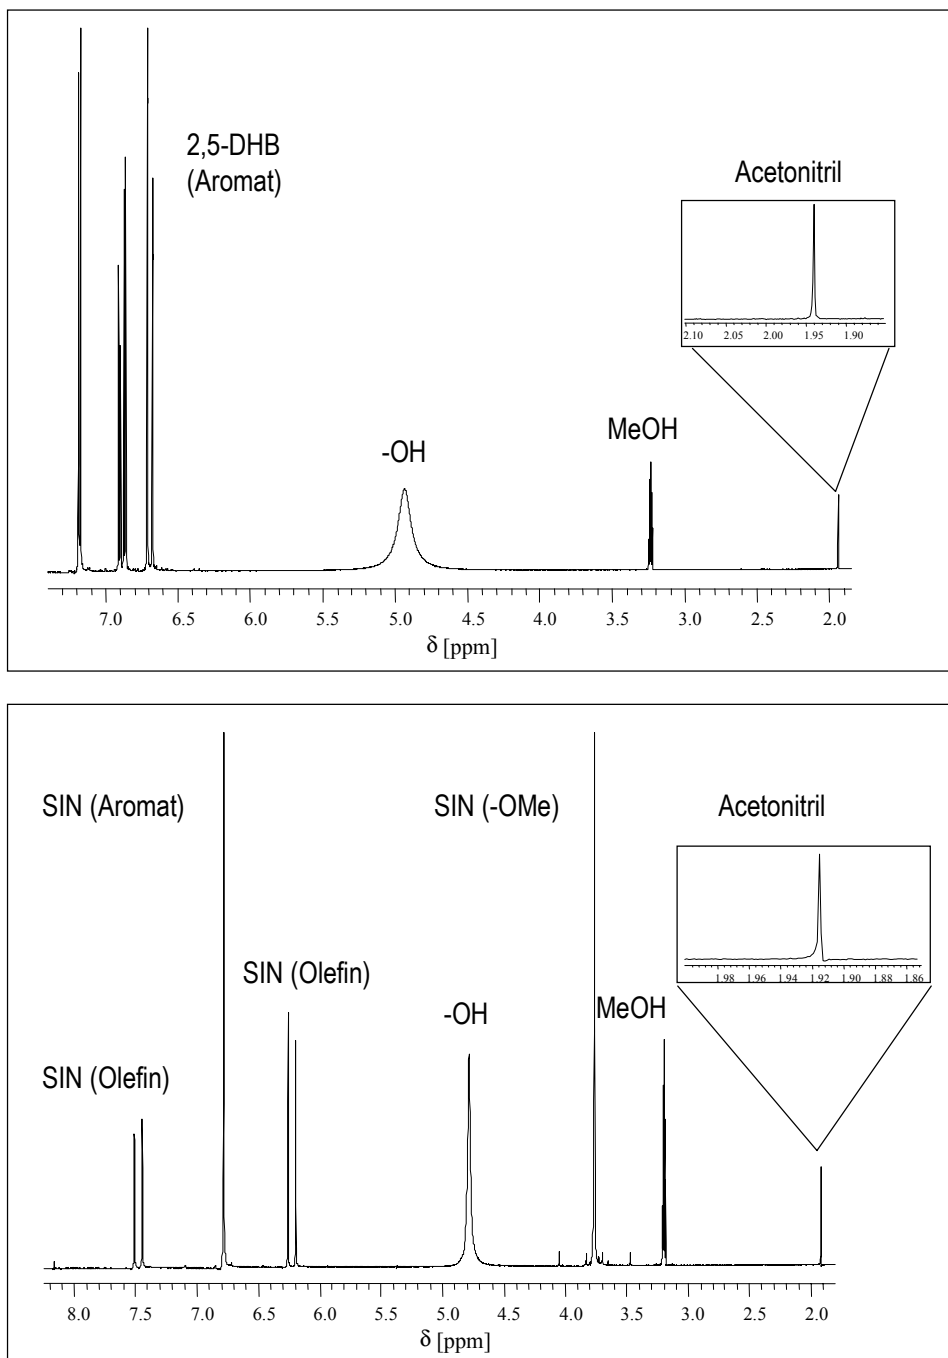 2,5-DHB
(Aromat)
Acetonitril
2.10 2.05 2.00 1.95 1.90
MeOH
-OH
7.0 6.5 6.0 5.5 5.0 4.5 4.0 3.5 3.0 2.5 2.0
δ [ppm]
SIN (Aromat)
SIN (-OMe)
Acetonitril
1.98 1.96 1.94 1.92 1.90 1.88 1.86
SIN (Olefin)
-OH
MeOH
SIN (Olefin)
8.0 7.5 7.0 6.5 6.0 5.5 5.0 4.5 4.0 3.5 3.0 2.5 2.0
δ [ppm]